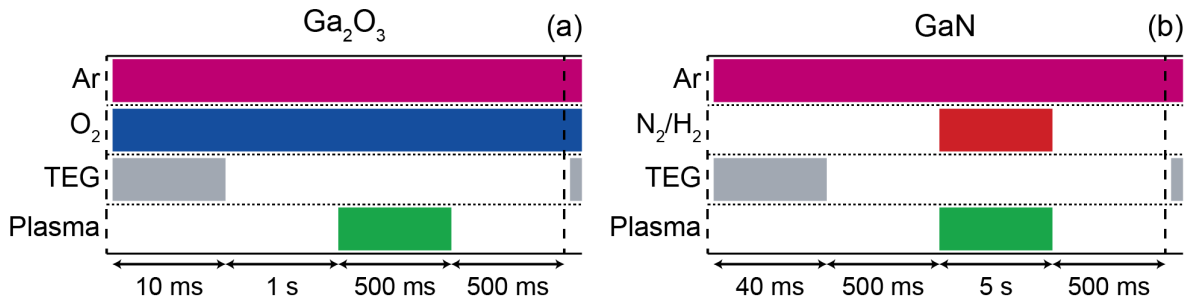 Ga₂O₃ (a)
Ar
O₂
TEG
Plasma
10 ms 1 s 500 ms 500 ms
GaN (b)
Ar
N₂/H₂
TEG
Plasma
40 ms 500 ms 5 s 500 ms